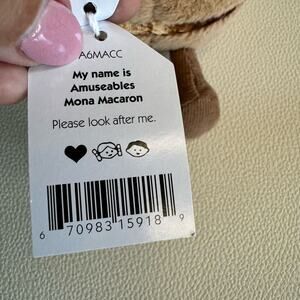 A6MACC
My name is
Amuseables
Mona Macaron
Please look after me.
6 70983 15918 9